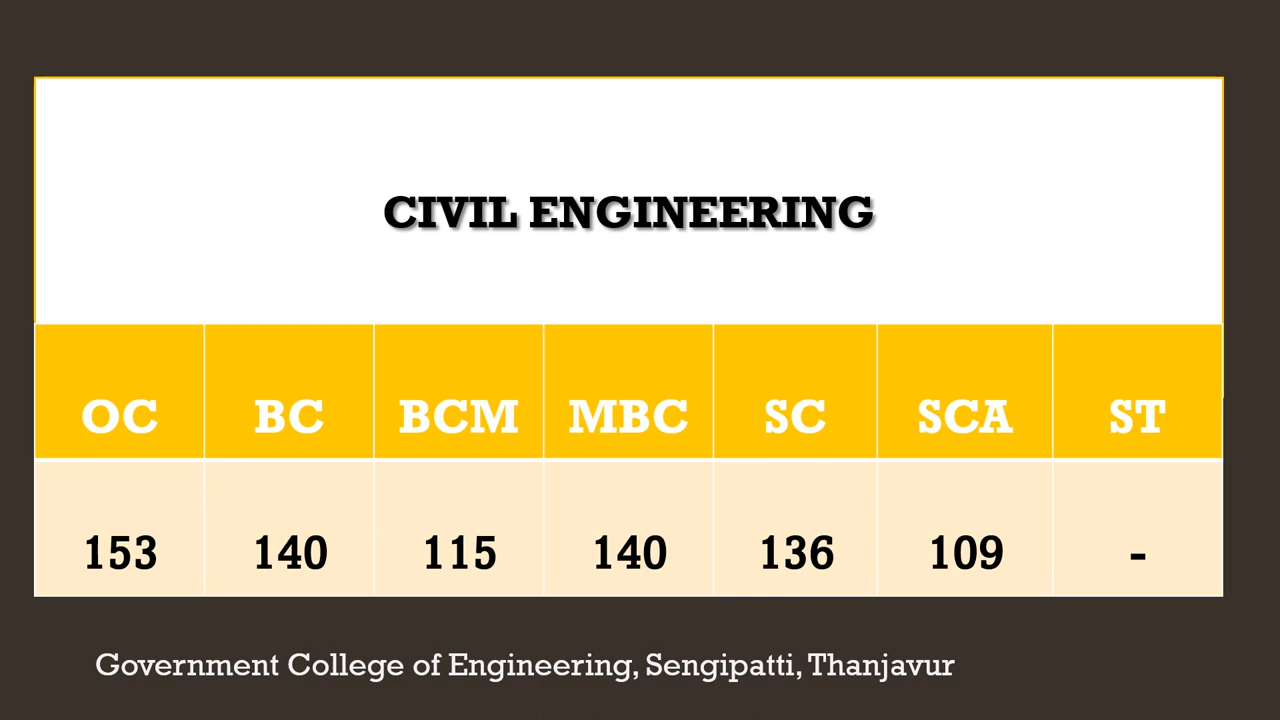 CIVIL ENGINEERING
OC BC BCM MBC SC SCA ST
153 140 115 140 136 109 -
Government College of Engineering, Sengipatti, Thanjavur